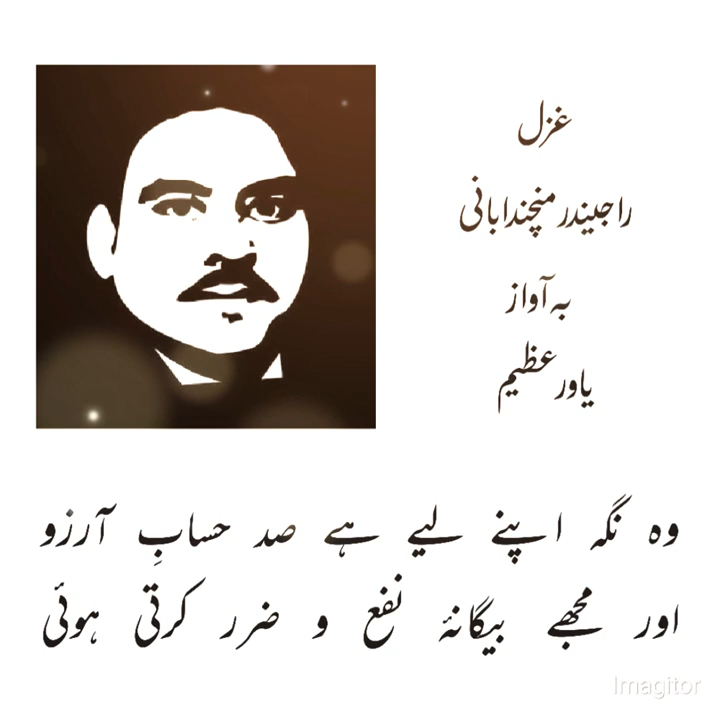 غزل
راجیندر منچندا بانی
بہ آواز
یاور عظیم
وہ نگہ اپنے لیے ہے صد حسابِ آرزو
اور مجھے بیگانۂ نفع و ضرر کرتی ہوئی
Imagitor